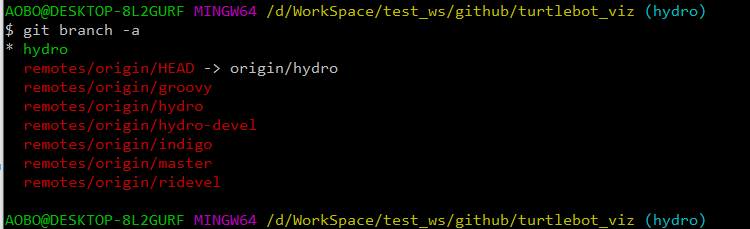 AOBO@DESKTOP-8L2GURF MINGW64 /d/WorkSpace/test_ws/github/turtlebot_viz (hydro)
$ git branch -a
* hydro
remotes/origin/HEAD -> origin/hydro
remotes/origin/groovy
remotes/origin/hydro
remotes/origin/hydro-devel
remotes/origin/indigo
remotes/origin/master
remotes/origin/ridevel
AOBO@DESKTOP-8L2GURF MINGW64 /d/WorkSpace/test_ws/github/turtlebot_viz (hydro)